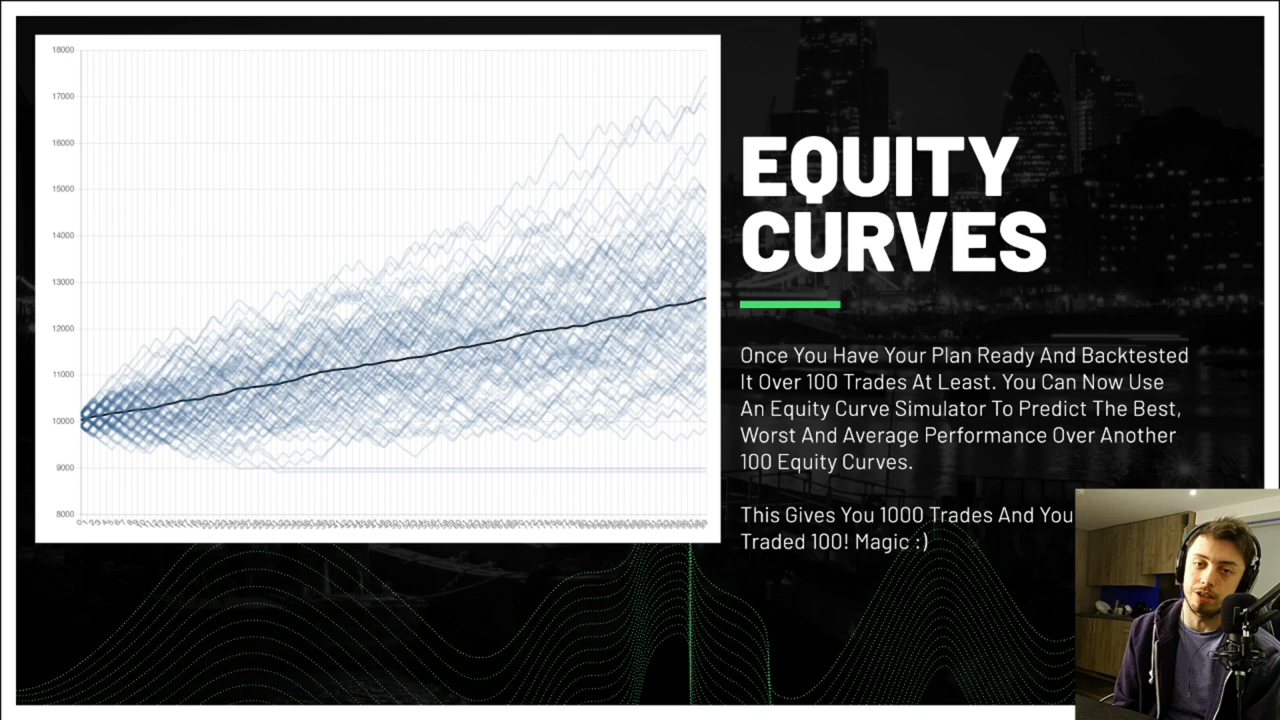 18000
17000
16000
15000
14000
13000
12000
11000
10000
9000
8000
EQUITY
CURVES
Once You Have Your Plan Ready And Backtested
It Over 100 Trades At Least. You Can Now Use
An Equity Curve Simulator To Predict The Best,
Worst And Average Performance Over Another
100 Equity Curves.
This Gives You 1000 Trades And You
Traded 100! Magic :)